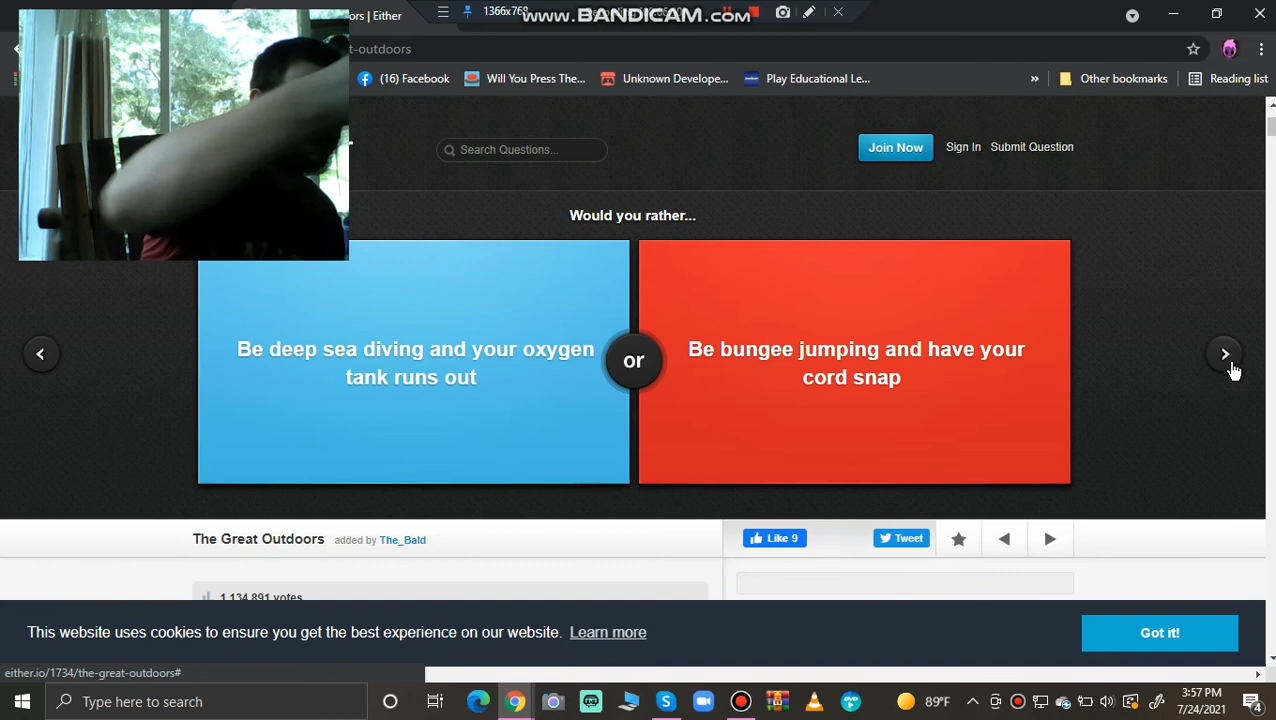 ors | Either
1366x768
www.BANDICAM.com
t-outdoors
(16) Facebook
Will You Press The...
Unknown Develope...
Play Educational Le...
»
Other bookmarks
Reading list
Search Questions...
Join Now
Sign In
Submit Question
Would you rather...
Be deep sea diving and your oxygen
tank runs out
or
Be bungee jumping and have your
cord snap
The Great Outdoors
added by The_Bald
Like 9
Tweet
1,134,891 votes
This website uses cookies to ensure you get the best experience on our website. Learn more
Got it!
either.io/1734/the-great-outdoors#
Type here to search
89°F
3:57 PM
7/24/2021
4